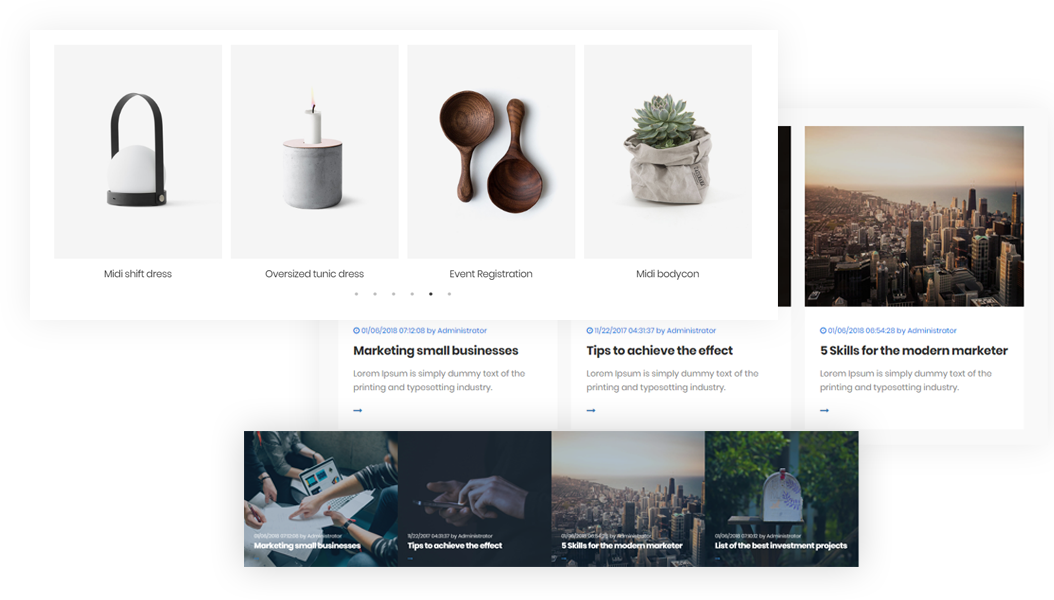 Midi shift dress
Oversized tunic dress
Event Registration
Midi bodycon
01/06/2018 07:12:08 by Administrator
Marketing small businesses
Lorem Ipsum is simply dummy text of the
printing and typesetting industry.
11/22/2017 04:31:37 by Administrator
Tips to achieve the effect
Lorem Ipsum is simply dummy text of the
printing and typesetting industry.
01/06/2018 06:54:28 by Administrator
5 Skills for the modern marketer
Lorem Ipsum is simply dummy text of the
printing and typesetting industry.
01/06/2018 07:12:08 by Administrator
Marketing small businesses
11/22/2017 04:31:37 by Administrator
Tips to achieve the effect
01/06/2018 06:54:28 by Administrator
5 Skills for the modern marketer
01/06/2018 07:10:12 by Administrator
List of the best investment projects